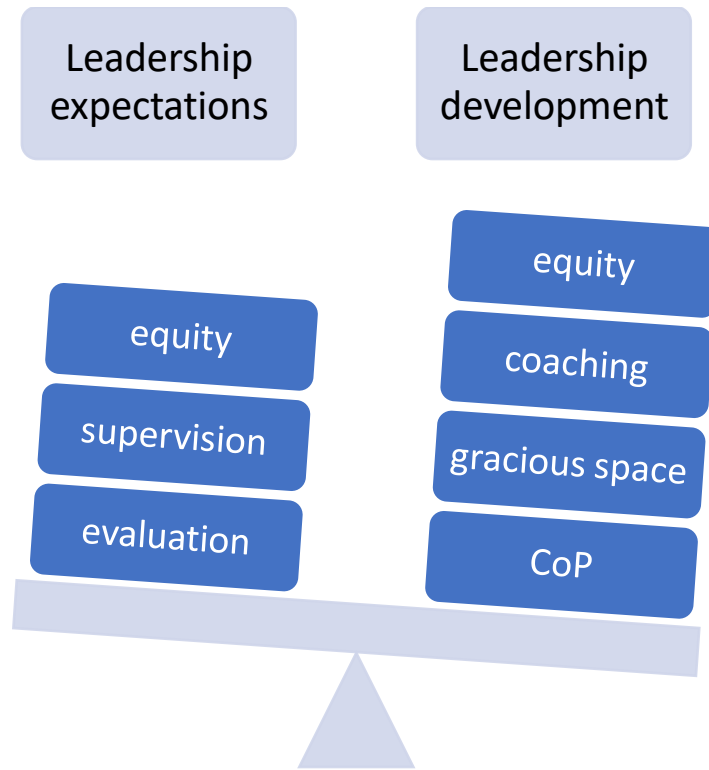 Leadership
expectations
Leadership
development
equity
supervision
evaluation
equity
coaching
gracious space
CoP